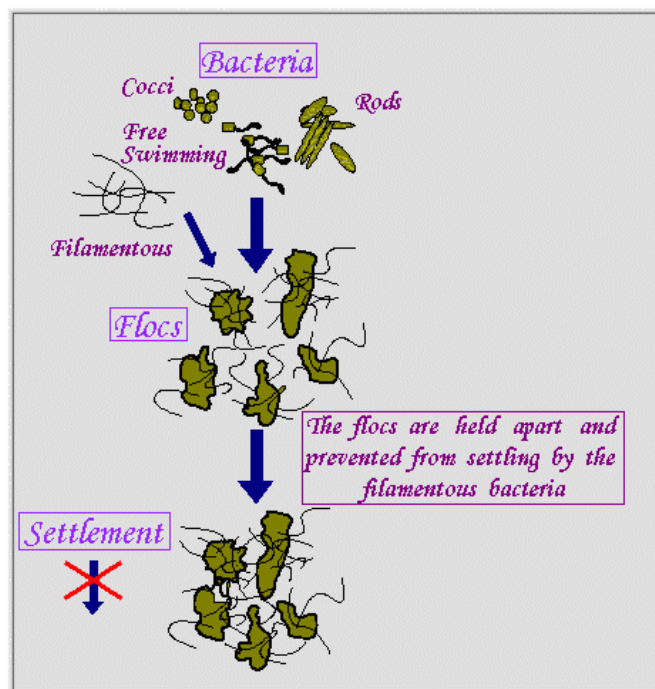 Bacteria
Cocci
Rods
Free
Swimming
Filamentous
Flocs
The flocs are held apart and
prevented from settling by the
filamentous bacteria
Settlement